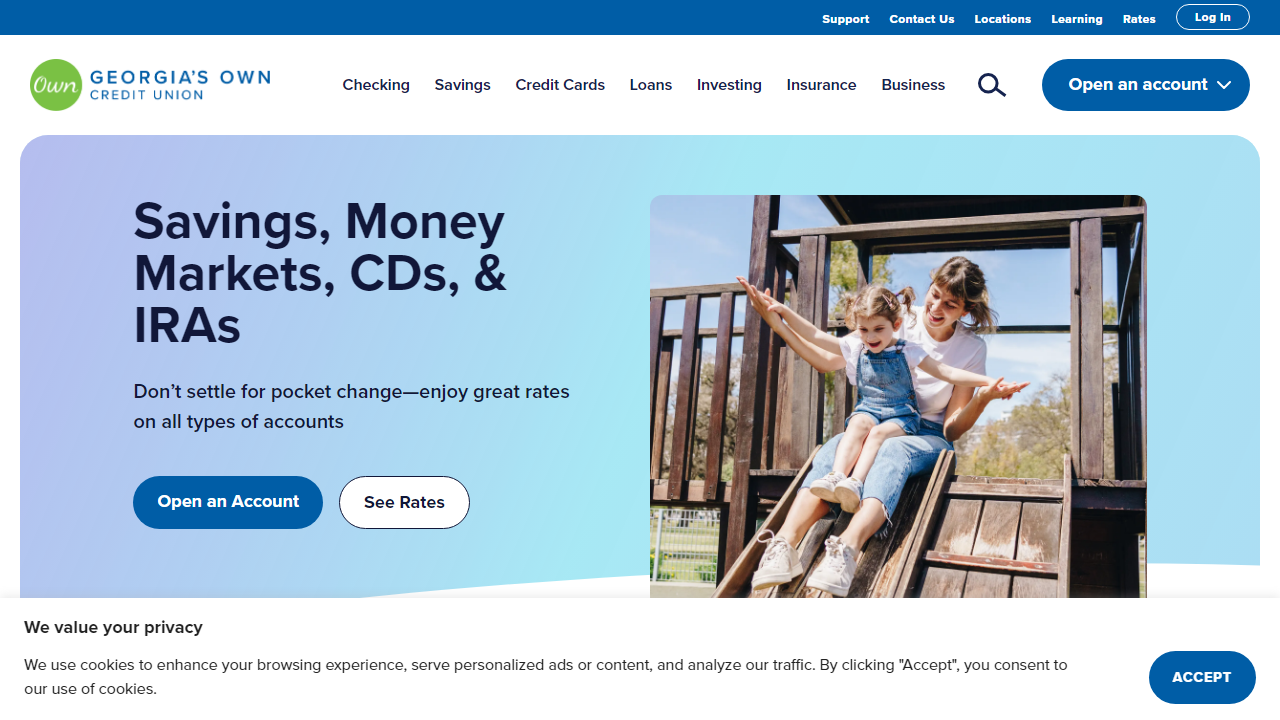 Support Contact Us Locations Learning Rates Log In
Own GEORGIA'S OWN
CREDIT UNION
Checking Savings Credit Cards Loans Investing Insurance Business Open an account
Savings, Money
Markets, CDs, &
IRAs
Don't settle for pocket change—enjoy great rates
on all types of accounts
Open an Account See Rates
We value your privacy
We use cookies to enhance your browsing experience, serve personalized ads or content, and analyze our traffic. By clicking "Accept", you consent to
our use of cookies.
ACCEPT